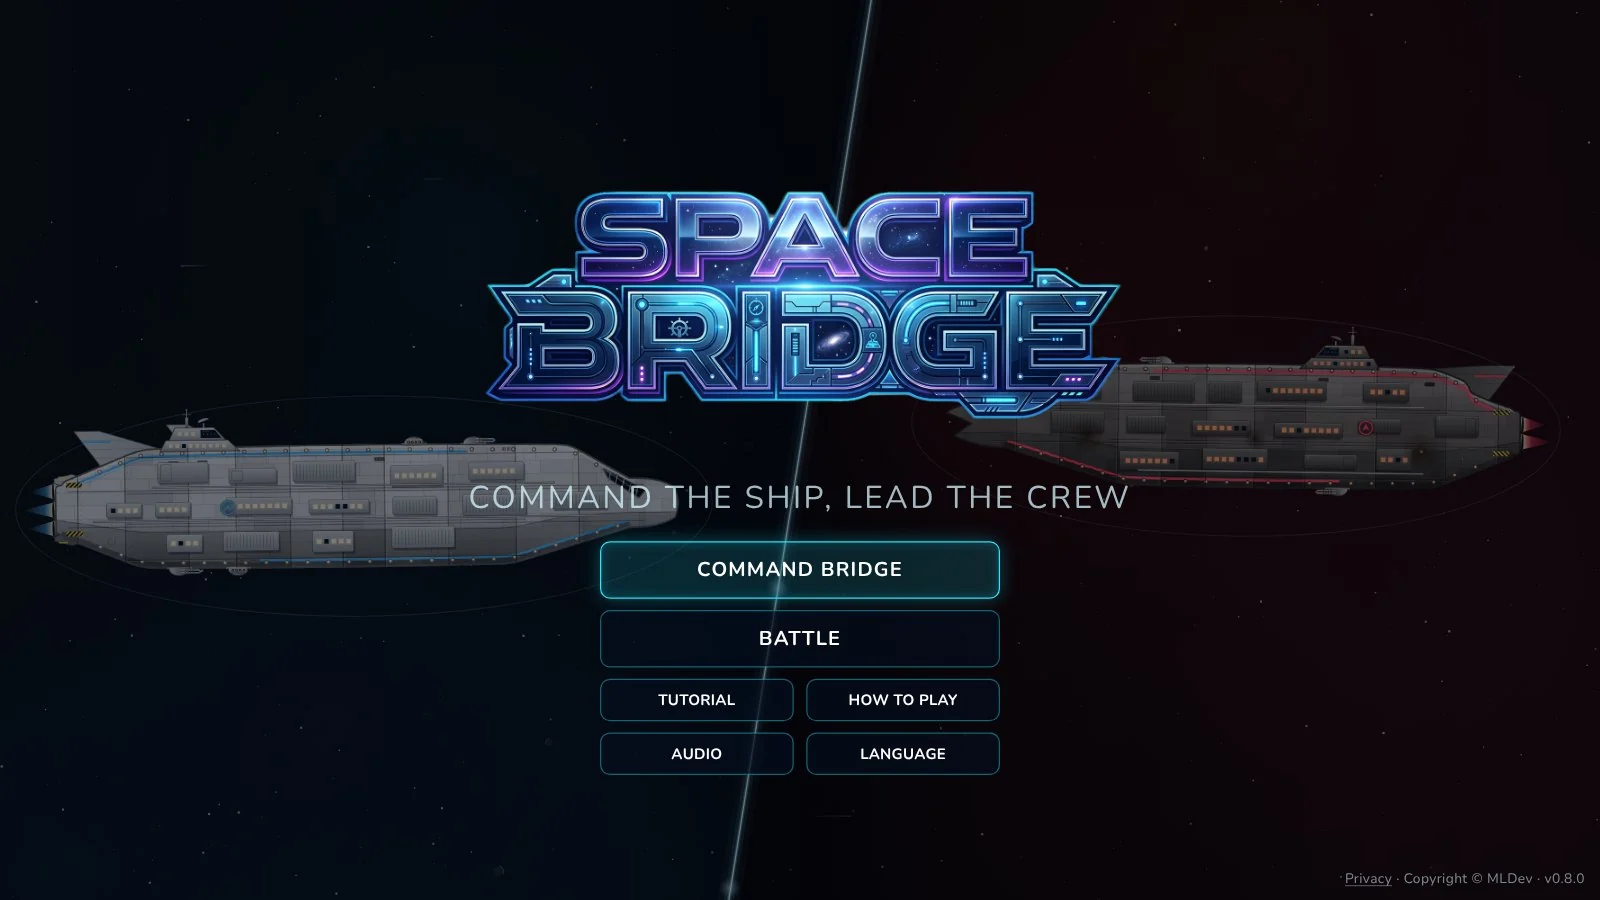 SPACE
BRIDGE
COMMAND THE SHIP, LEAD THE CREW
COMMAND BRIDGE
BATTLE
TUTORIAL
HOW TO PLAY
AUDIO
LANGUAGE
Privacy · Copyright © MLDev · v0.8.0